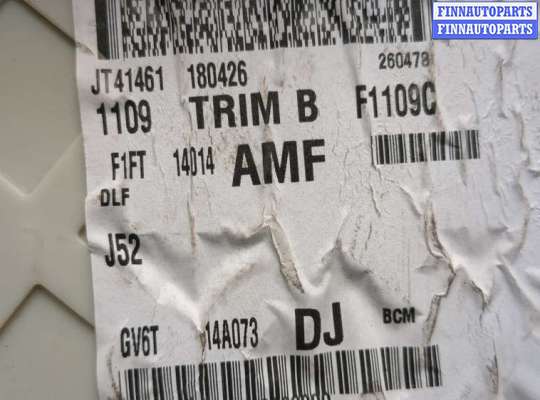 FINNAUTOPARTS
FINNAUTOPARTS
JT41461 180426 260478
1109 TRIM B F1109C
F1FT 14014 AMF
DLF
J52
GV6T 14A073 DJ BCM